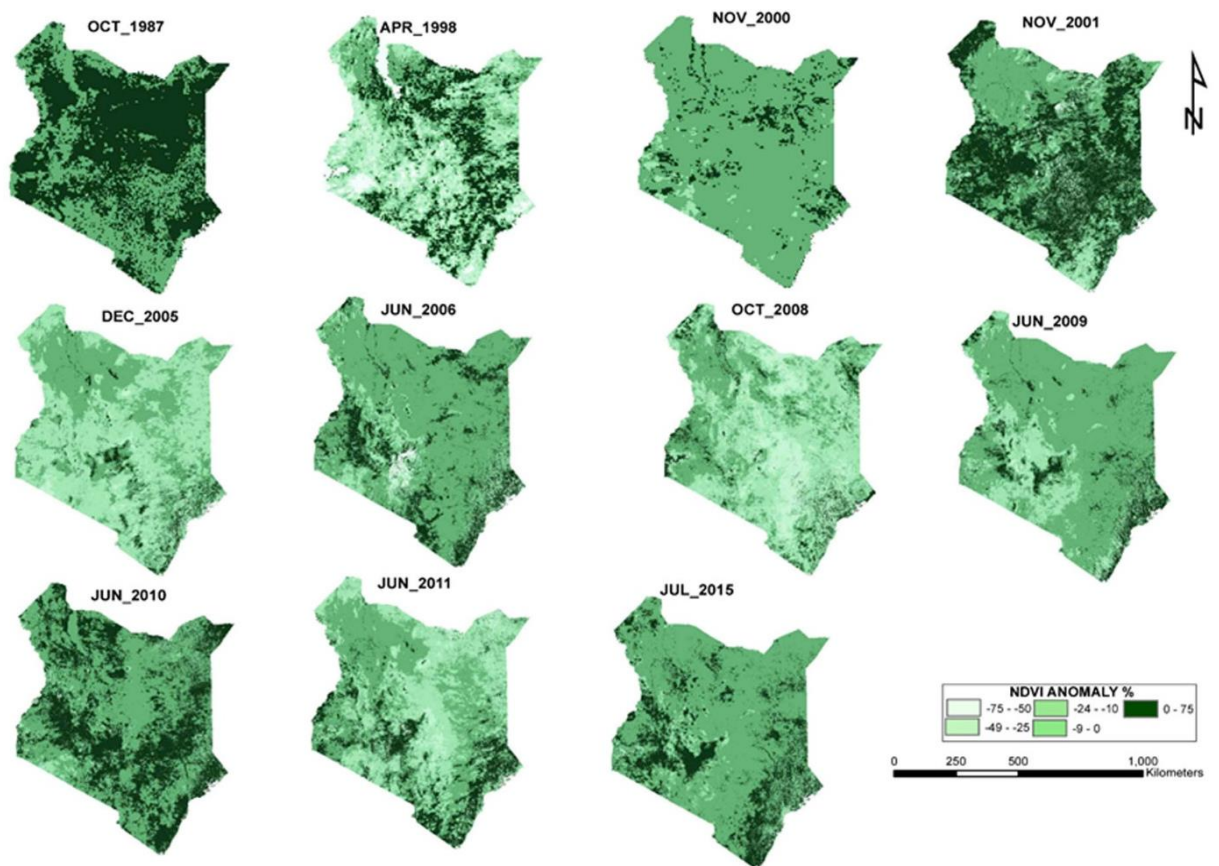 OCT_1987
APR_1998
NOV_2000
NOV_2001
N
DEC_2005
JUN_2006
OCT_2008
JUN_2009
JUN_2010
JUN_2011
JUL_2015
NDVI ANOMALY %
-75 - -50
-24 - -10
0 - 75
-49 - -25
-9 - 0
0 250 500 1,000
Kilometers